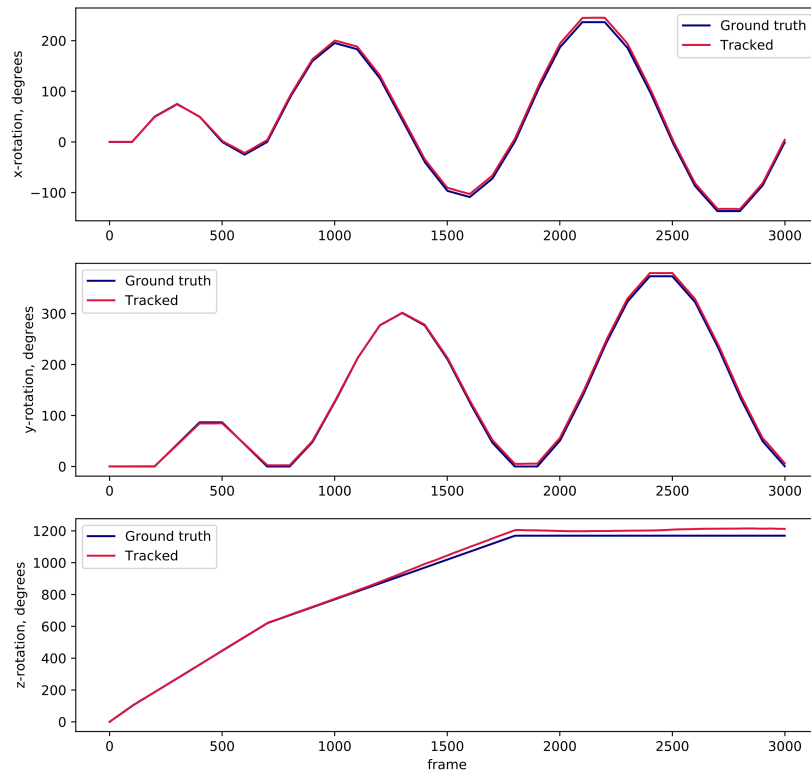 200
100
0
−100
x-rotation, degrees
Ground truth
Tracked
0 500 1000 1500 2000 2500 3000
300
200
100
0
y-rotation, degrees
Ground truth
Tracked
0 500 1000 1500 2000 2500 3000
1200
1000
800
600
400
200
0
z-rotation, degrees
Ground truth
Tracked
0 500 1000 1500 2000 2500 3000
frame